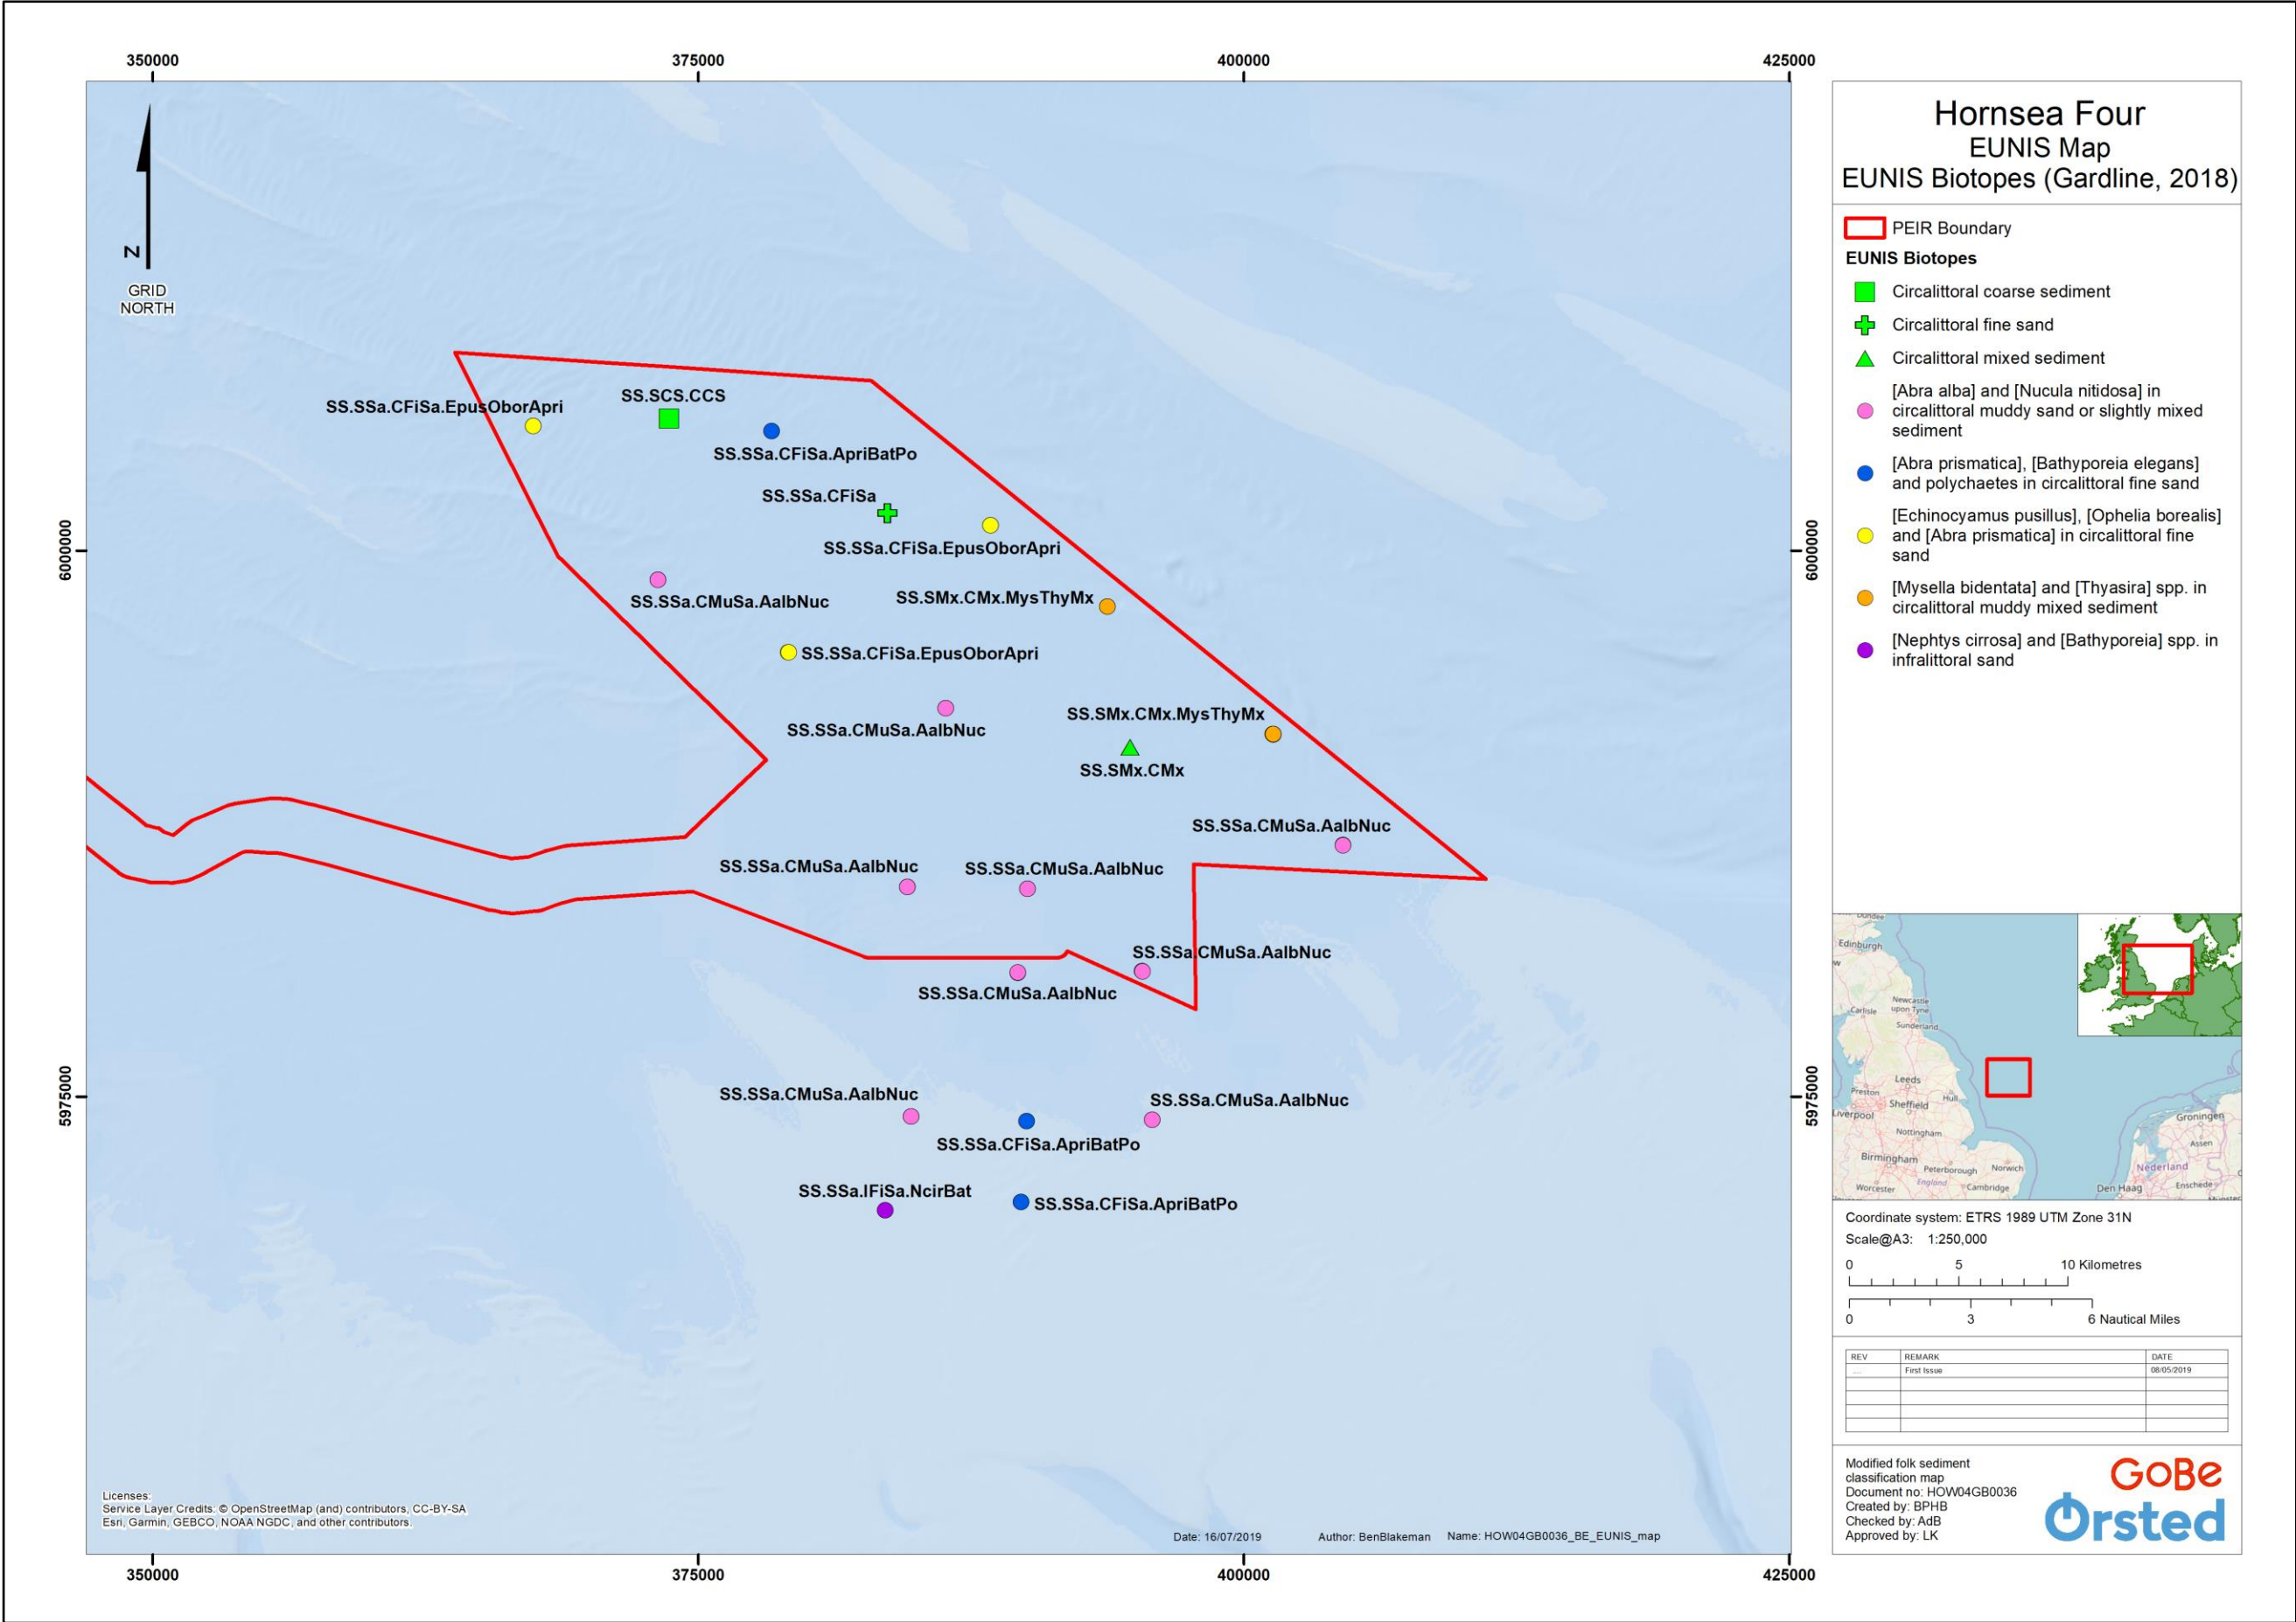 350000
375000
400000
425000
Z
GRID
NORTH
6000000
6000000
5975000
5975000
SS.SSa.CFiSa.EpusOborApri
SS.SCS.CCS
SS.SSa.CFiSa.ApriBatPo
SS.SSa.CFiSa
SS.SSa.CFiSa.EpusOborApri
SS.SSa.CMuSa.AalbNuc
SS.SMx.CMx.MysThyMx
SS.SSa.CFiSa.EpusOborApri
SS.SSa.CMuSa.AalbNuc
SS.SMx.CMx.MysThyMx
SS.SMx.CMx
SS.SSa.CMuSa.AalbNuc
SS.SSa.CMuSa.AalbNuc
SS.SSa.CMuSa.AalbNuc
SS.SSa.CMuSa.AalbNuc
SS.SSa.CMuSa.AalbNuc
SS.SSa.CMuSa.AalbNuc
SS.SSa.CMuSa.AalbNuc
SS.SSa.CFiSa.ApriBatPo
SS.SSa.IFiSa.NcirBat
SS.SSa.CFiSa.ApriBatPo
Licenses:
Service Layer Credits: © OpenStreetMap (and) contributors, CC-BY-SA
Esri, Garmin, GEBCO, NOAA NGDC, and other contributors.
Date: 16/07/2019 Author: BenBlakeman Name: HOW04GB0036_BE_EUNIS_map
350000
375000
400000
425000
Hornsea Four
EUNIS Map
EUNIS Biotopes (Gardline, 2018)
PEIR Boundary
EUNIS Biotopes
Circalittoral coarse sediment
Circalittoral fine sand
Circalittoral mixed sediment
[Abra alba] and [Nucula nitidosa] in
circalittoral muddy sand or slightly mixed
sediment
[Abra prismatica], [Bathyporeia elegans]
and polychaetes in circalittoral fine sand
[Echinocyamus pusillus], [Ophelia borealis]
and [Abra prismatica] in circalittoral fine
sand
[Mysella bidentata] and [Thyasira] spp. in
circalittoral muddy mixed sediment
[Nephtys cirrosa] and [Bathyporeia] spp. in
infralittoral sand
Dundee
Edinburgh
Newcastle
upon Tyne
Carlisle
Sunderland
Leeds
Preston
Hull
Liverpool
Sheffield
Nottingham
Birmingham
Peterborough
Norwich
England
Worcester
Cambridge
Groningen
Assen
Nederland
Den Haag
Enschede
Coordinate system: ETRS 1989 UTM Zone 31N
Scale@A3: 1:250,000
0 5 10 Kilometres
0 3 6 Nautical Miles
REV REMARK DATE
... First Issue 08/05/2019
Modified folk sediment
classification map
Document no: HOW04GB0036
Created by: BPHB
Checked by: AdB
Approved by: LK
GoBe
Orsted